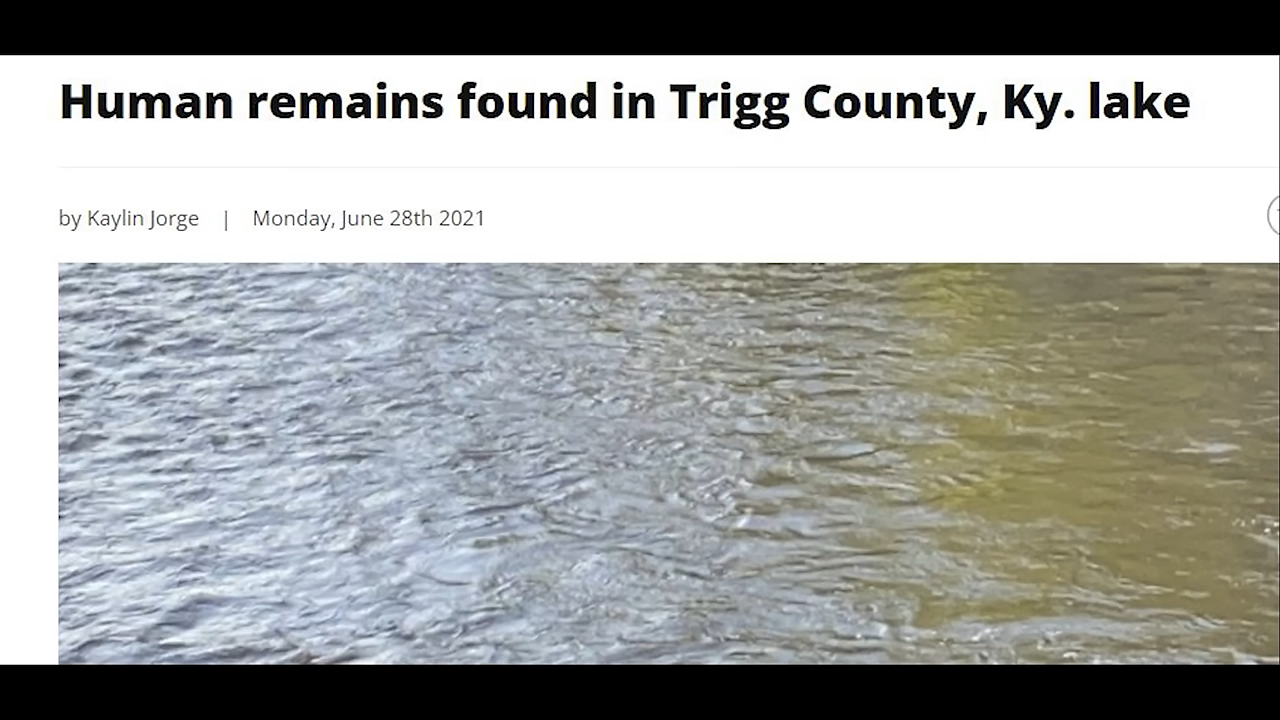 Human remains found in Trigg County, Ky. lake
by Kaylin Jorge | Monday, June 28th 2021